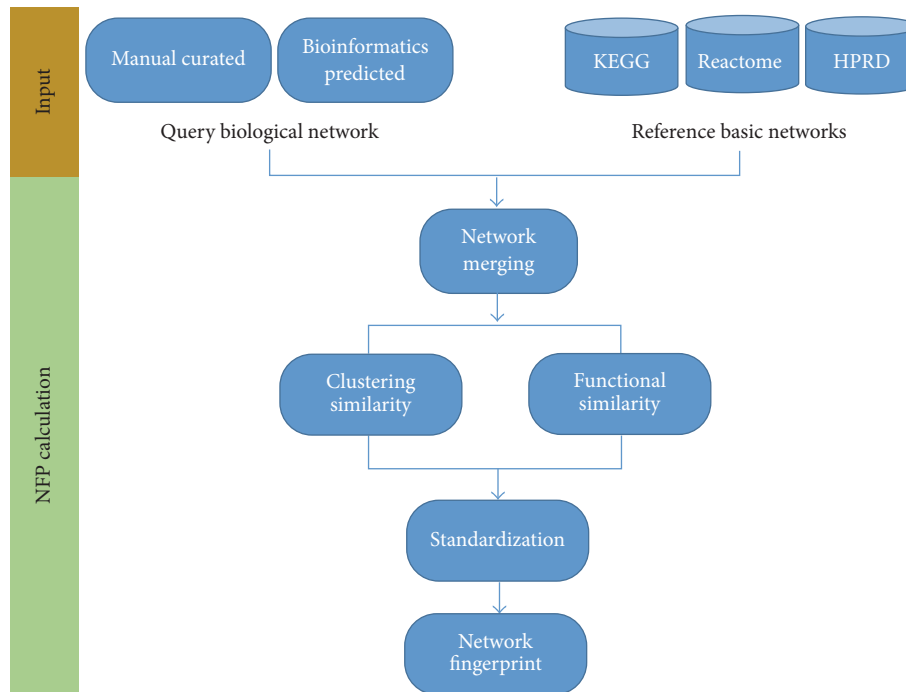 Input
Manual curated
Bioinformatics
predicted
KEGG
Reactome
HPRD
Query biological network
Reference basic networks
NFP calculation
Network
merging
Clustering
similarity
Functional
similarity
Standardization
Network
fingerprint